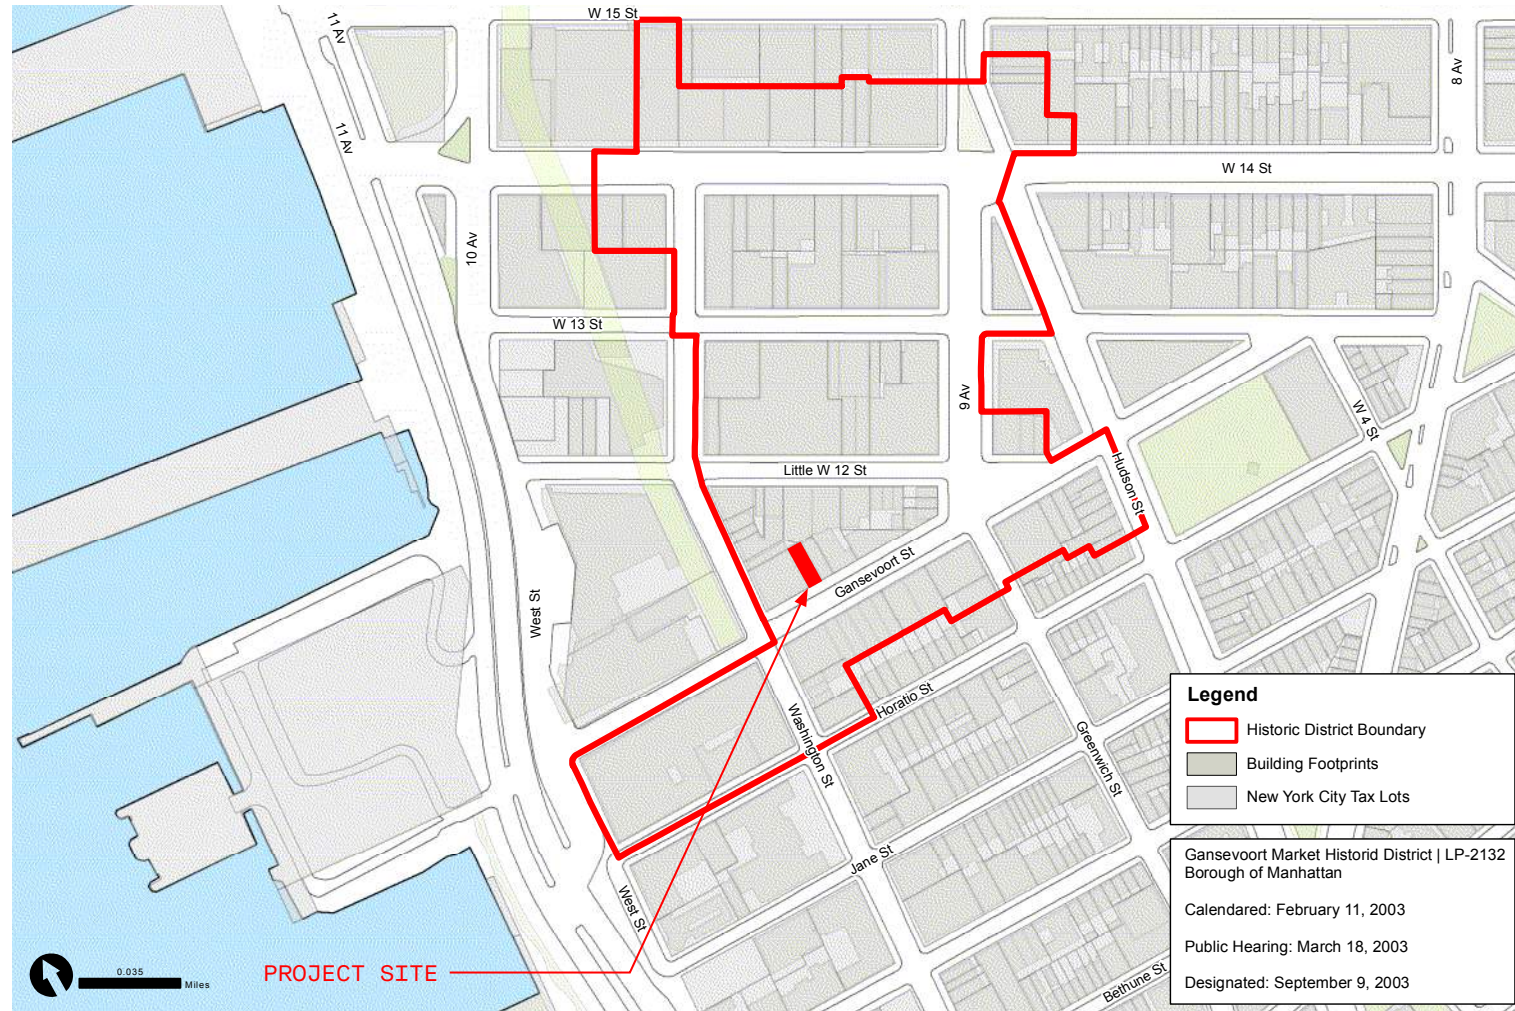 W 15 St
11 Av
11 Av
8 Av
W 14 St
10 Av
W 13 St
9 Av
W 4 St
Little W 12 St
Hudson St
Gansevoort St
West St
Horatio St
Washington St
Greenwich St
Jane St
West St
Bethune St
PROJECT SITE
0.035
Miles
Legend
Historic District Boundary
Building Footprints
New York City Tax Lots
Gansevoort Market Historid District | LP-2132
Borough of Manhattan
Calendared: February 11, 2003
Public Hearing: March 18, 2003
Designated: September 9, 2003